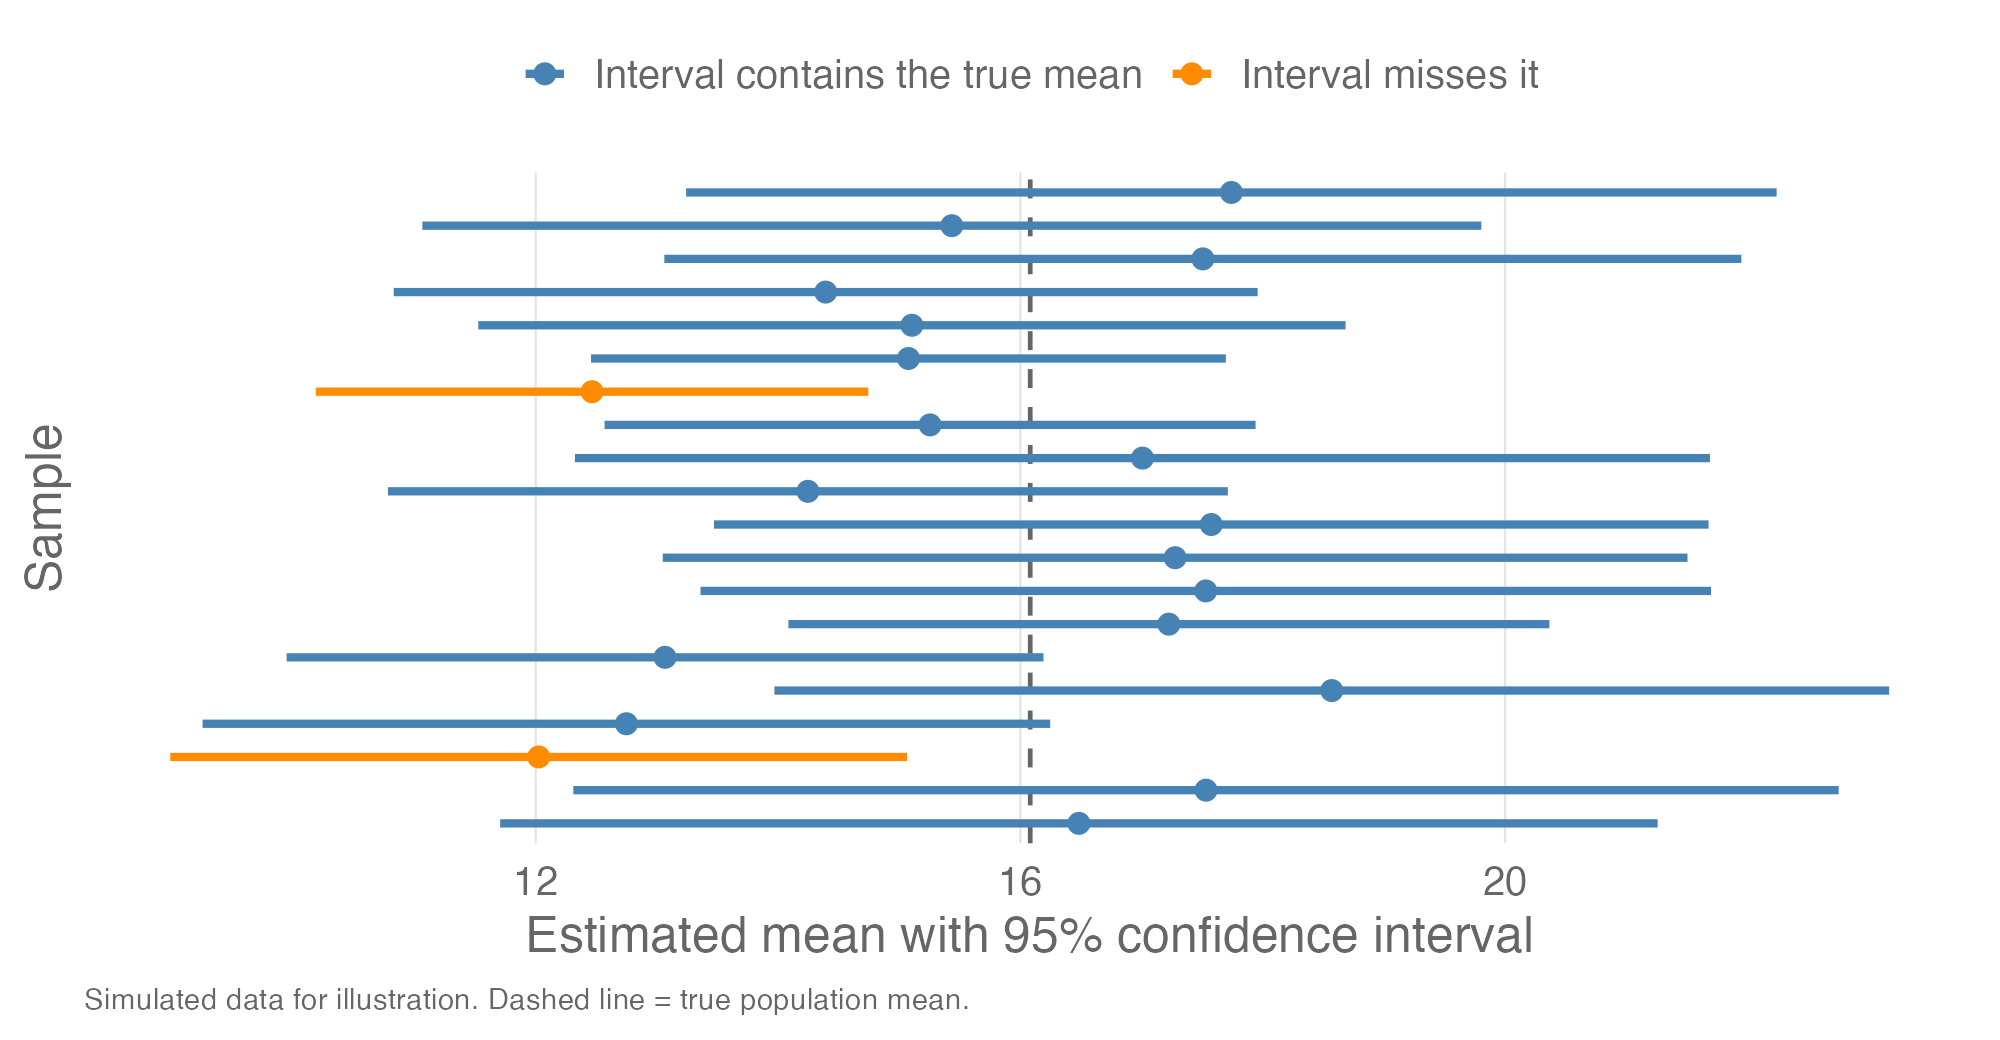 Interval contains the true mean Interval misses it
Sample
12 16 20
Estimated mean with 95% confidence interval
Simulated data for illustration. Dashed line = true population mean.